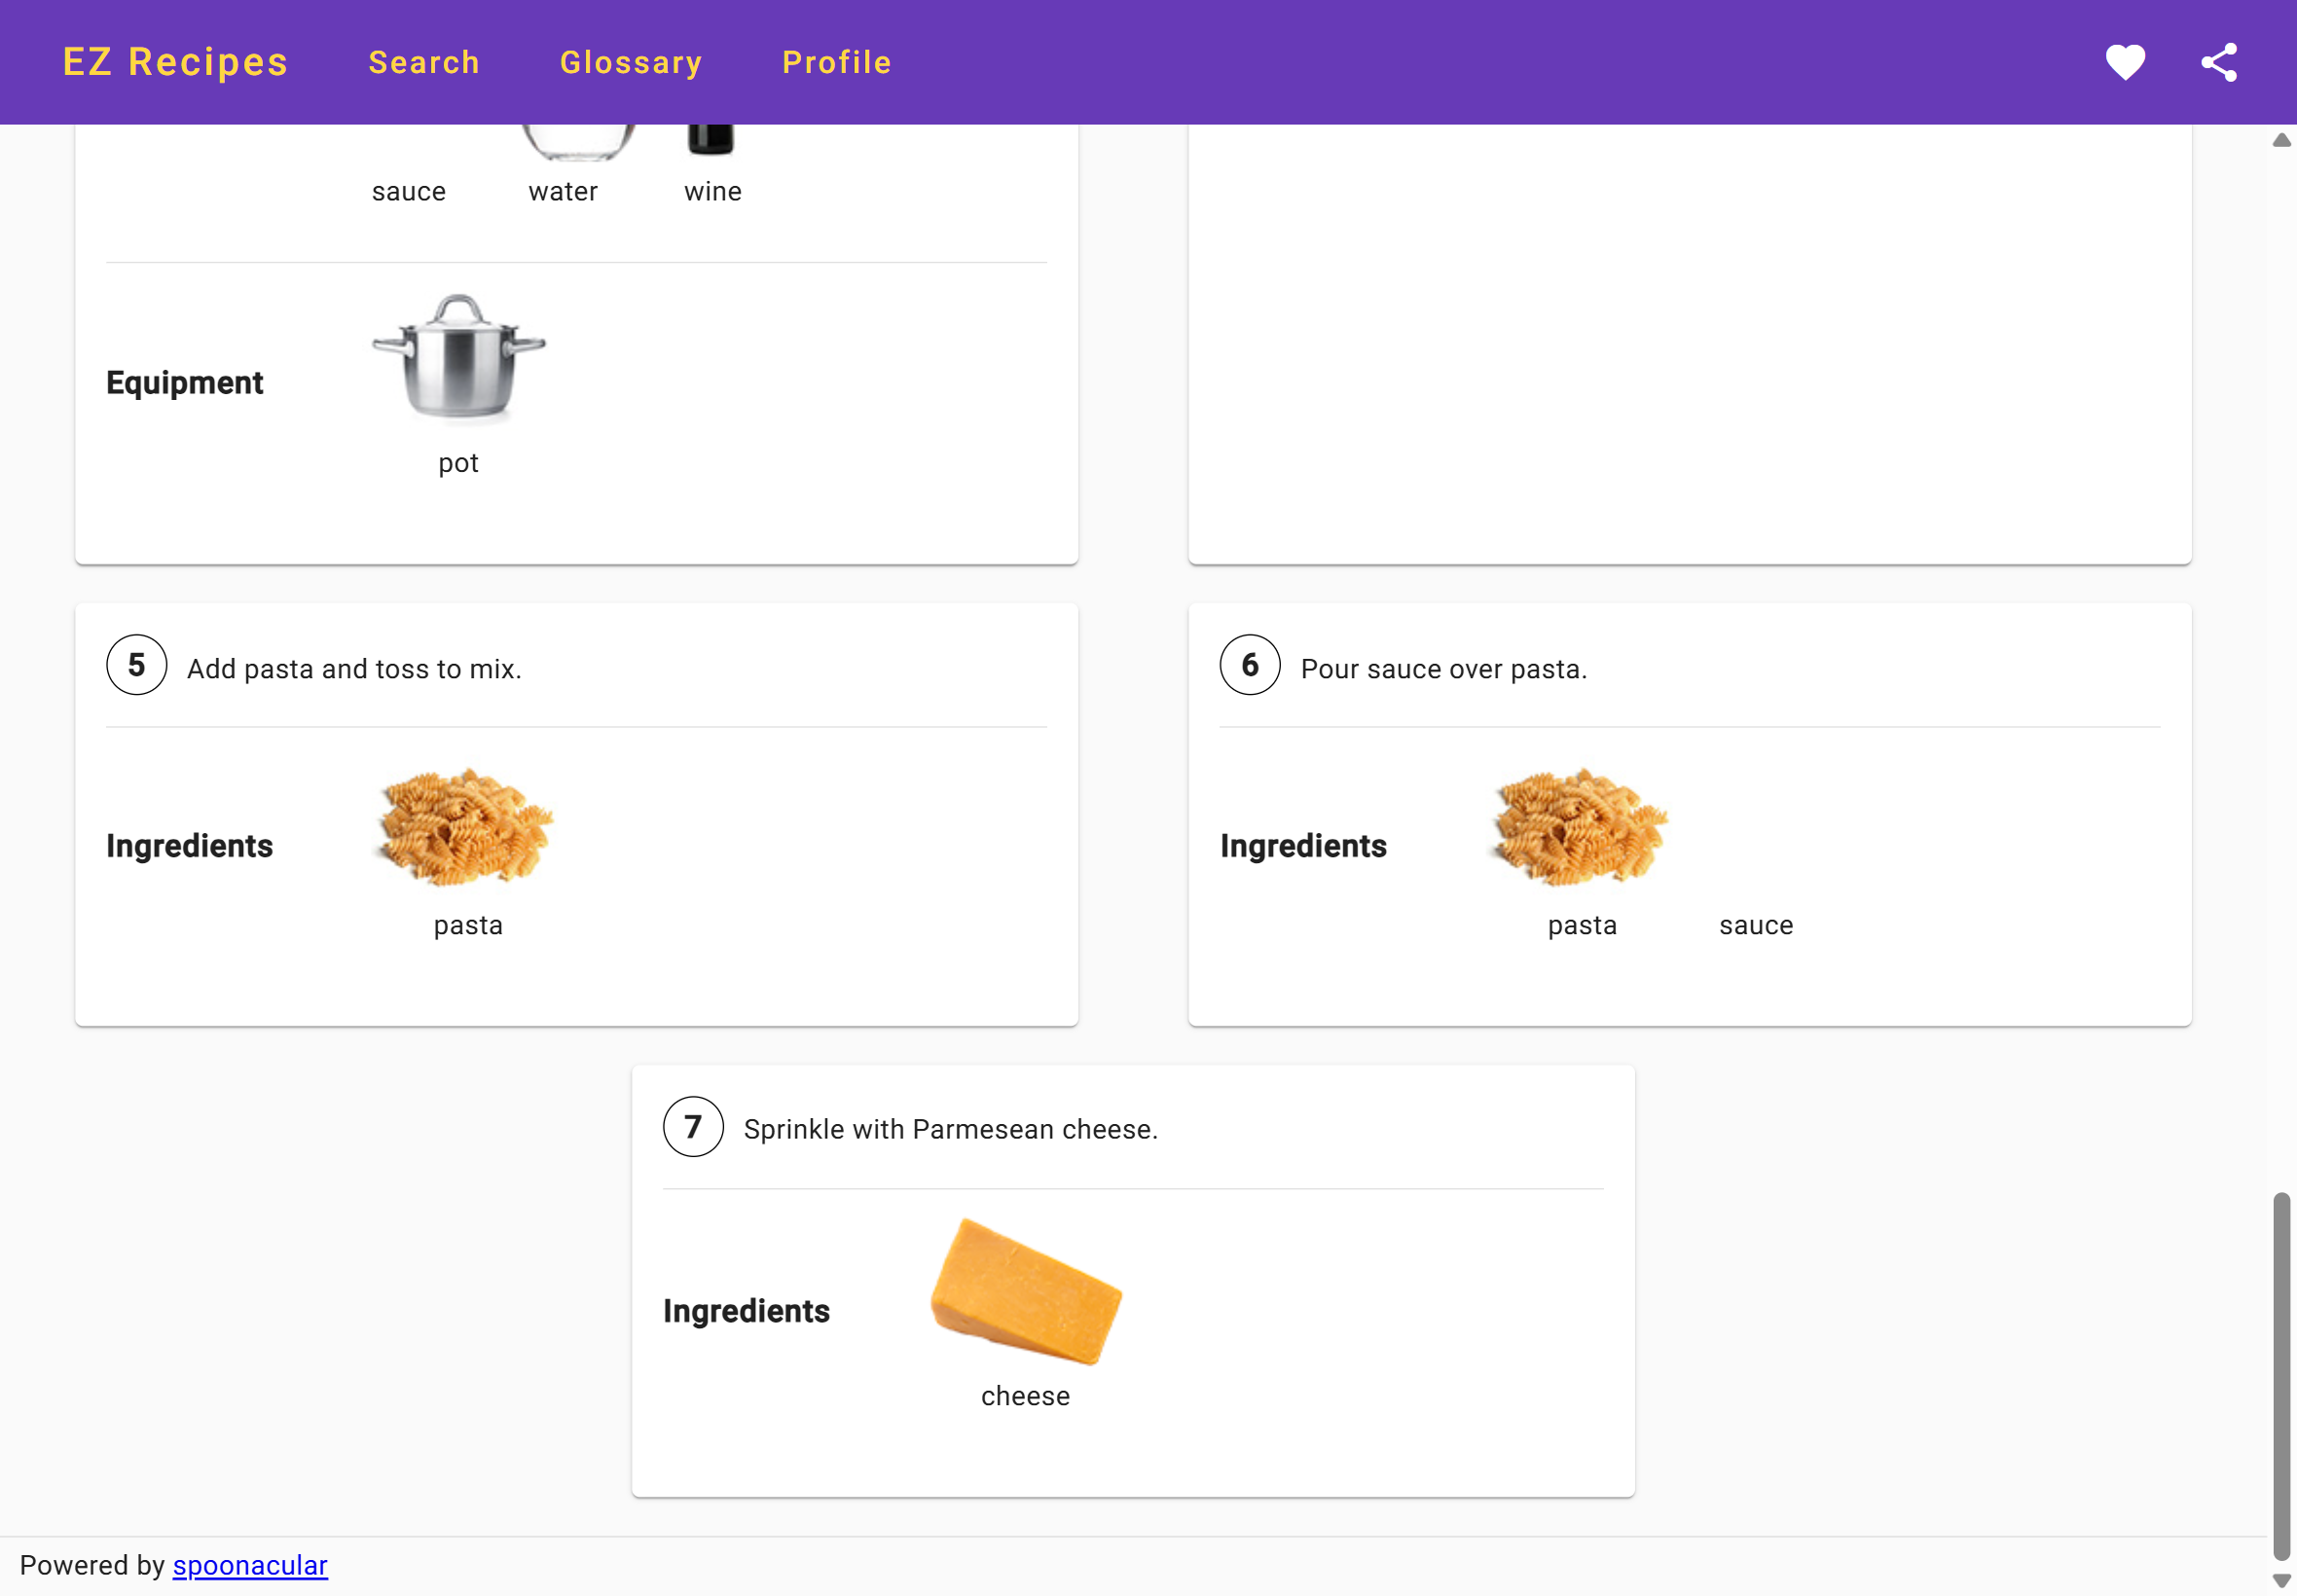 EZ Recipes Search Glossary Profile
sauce water wine
Equipment
pot
5 Add pasta and toss to mix.
Ingredients
pasta
6 Pour sauce over pasta.
Ingredients
pasta sauce
7 Sprinkle with Parmesean cheese.
Ingredients
cheese
Powered by spoonacular